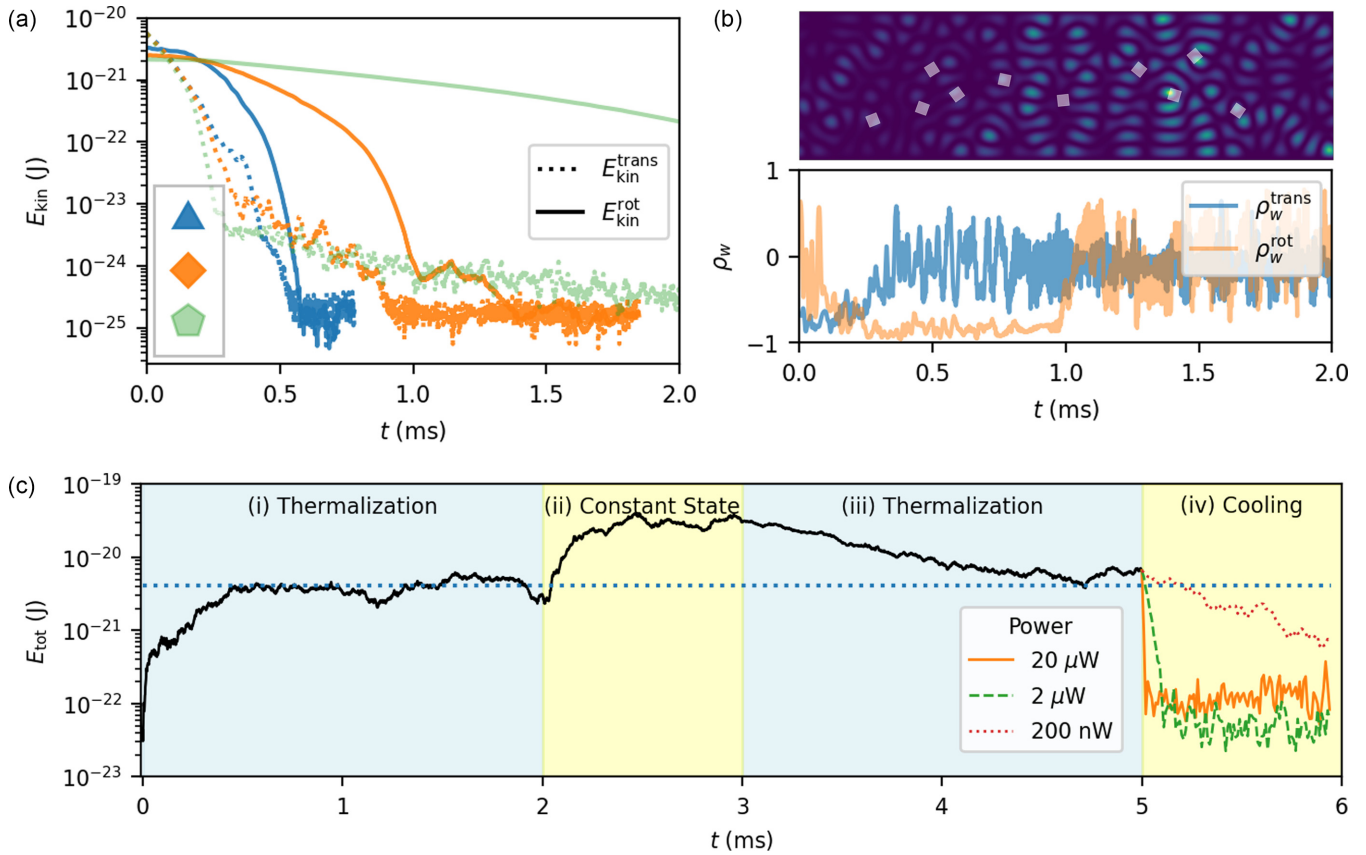 (a)
10⁻²⁰
10⁻²¹
10⁻²²
10⁻²³
10⁻²⁴
10⁻²⁵
E_kin (J)
E_kin^trans
E_kin^rot
0.0 0.5 1.0 1.5 2.0
t (ms)
(b)
1
0
−1
ρ_w
ρ_w^trans
ρ_w^rot
0.0 0.5 1.0 1.5 2.0
t (ms)
(c)
10⁻¹⁹
10⁻²⁰
10⁻²¹
10⁻²²
10⁻²³
E_tot (J)
(i) Thermalization (ii) Constant State (iii) Thermalization (iv) Cooling
Power
20 μW
2 μW
200 nW
0 1 2 3 4 5 6
t (ms)